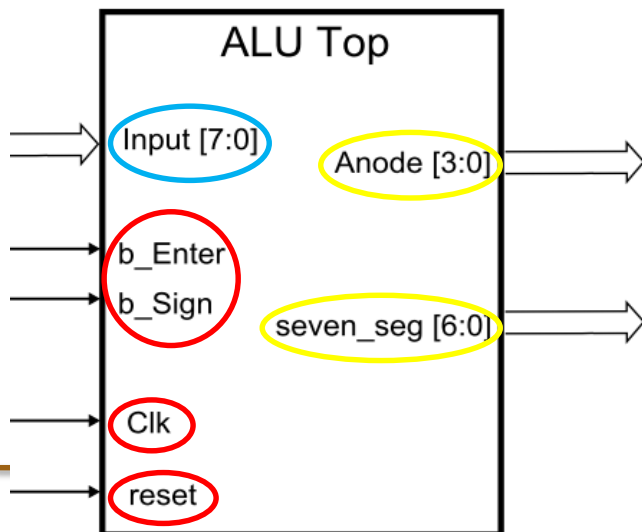 ALU Top
Input [7:0]
Anode [3:0]
b_Enter
b_Sign
seven_seg [6:0]
Clk
reset